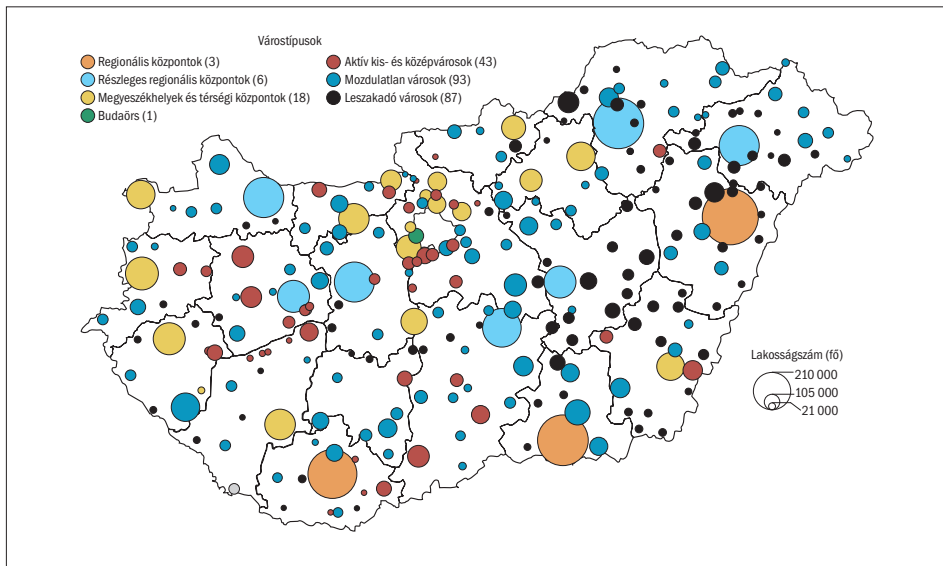 Várostípusok
Regionális központok (3)
Részleges regionális központok (6)
Megyeszékhelyek és térségi központok (18)
Budaörs (1)
Aktív kis- és középvárosok (43)
Mozdulatlan városok (93)
Leszakadó városok (87)
Lakosságszám (fő)
210 000
105 000
21 000